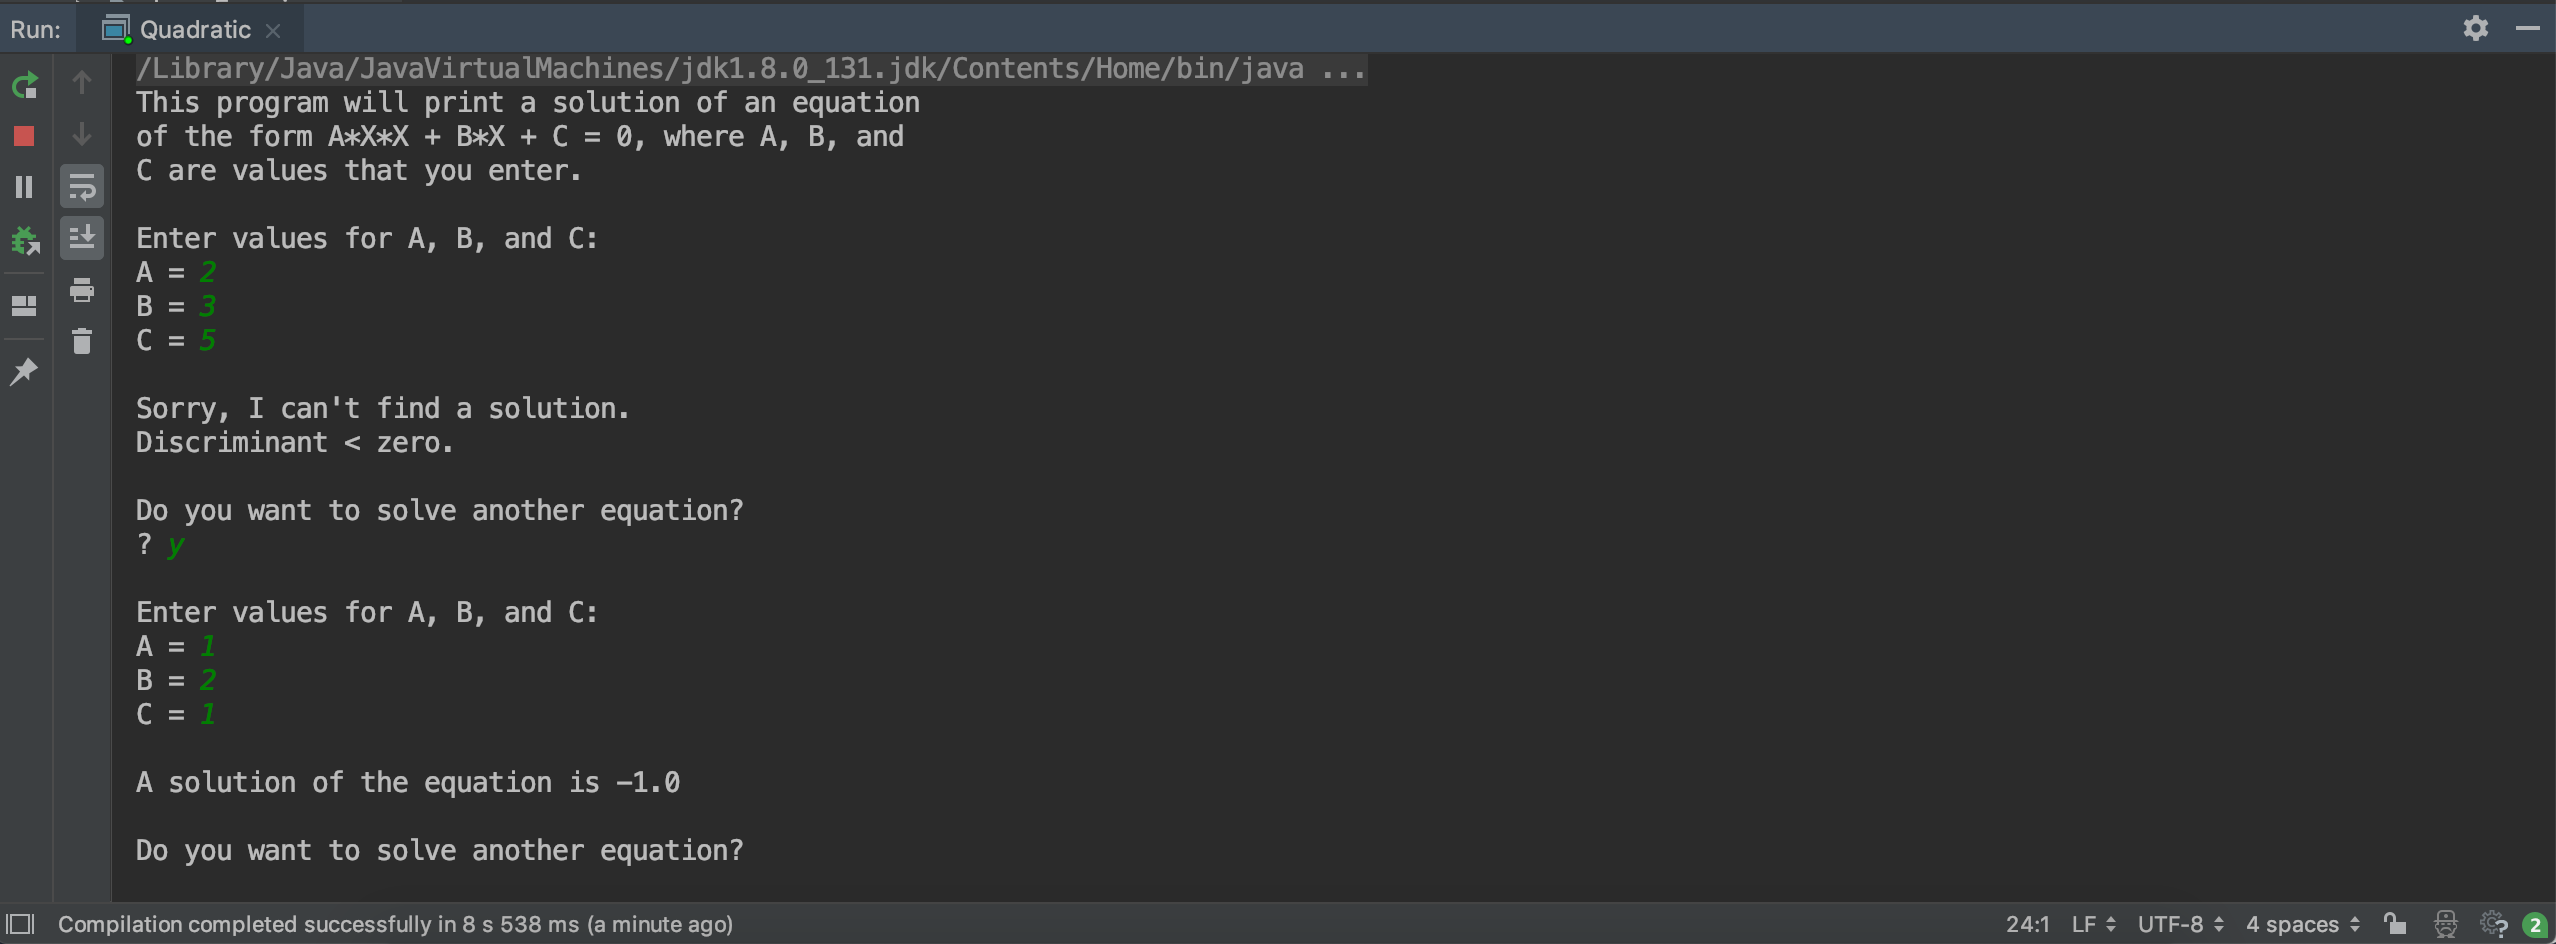 Run: Quadratic
/Library/Java/JavaVirtualMachines/jdk1.8.0_131.jdk/Contents/Home/bin/java ...
This program will print a solution of an equation
of the form A*X*X + B*X + C = 0, where A, B, and
C are values that you enter.
Enter values for A, B, and C:
A = 2
B = 3
C = 5
Sorry, I can't find a solution.
Discriminant < zero.
Do you want to solve another equation?
? y
Enter values for A, B, and C:
A = 1
B = 2
C = 1
A solution of the equation is -1.0
Do you want to solve another equation?
Compilation completed successfully in 8 s 538 ms (a minute ago) 24:1 LF UTF-8 4 spaces 2